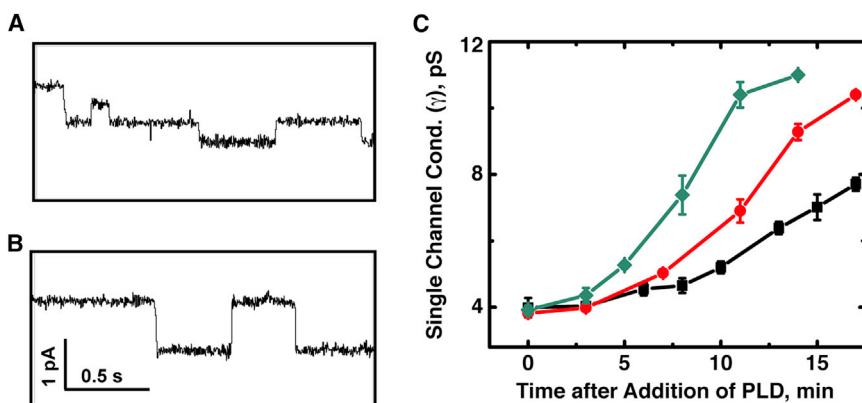 A
B
1 pA
0.5 s
C
Single Channel Cond. (γ), pS
12
8
4
0
5
10
15
Time after Addition of PLD, min